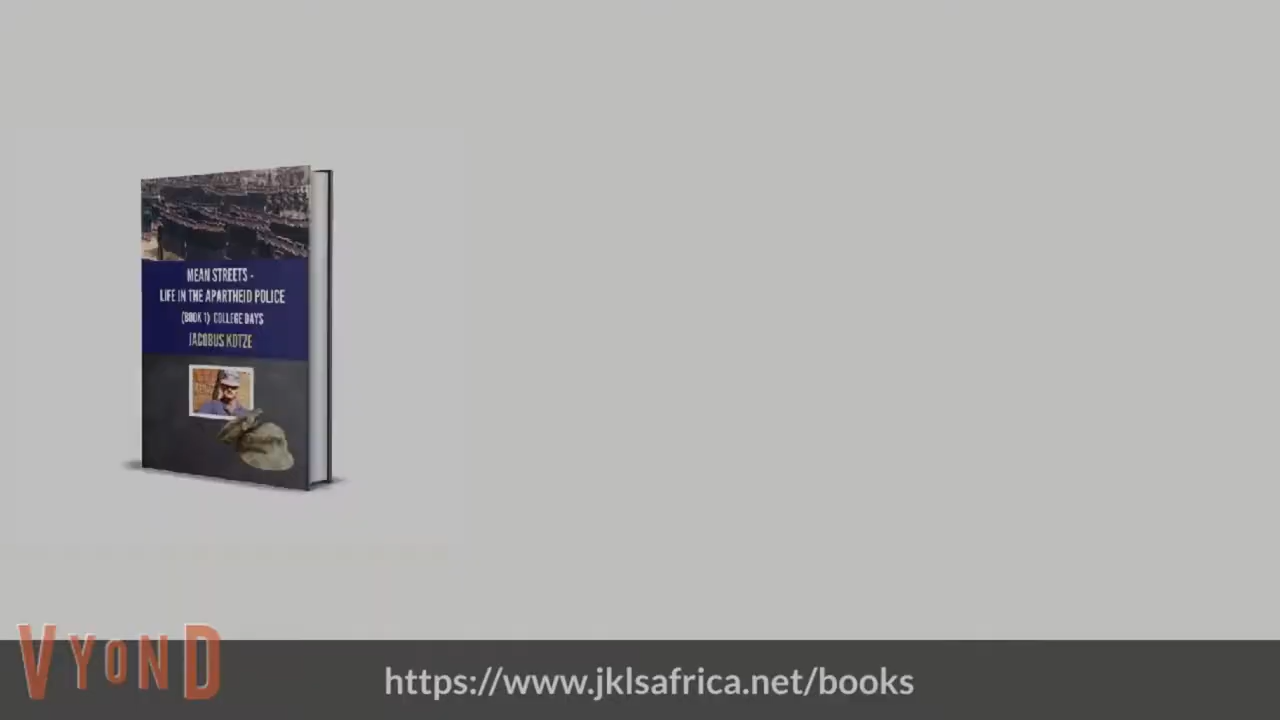 MEAN STREETS -
LIFE IN THE APARTHEID POLICE
(BOOK 1) COLLEGE DAYS
JACOBUS KOTZE
VYOND
https://www.jklsafrica.net/books